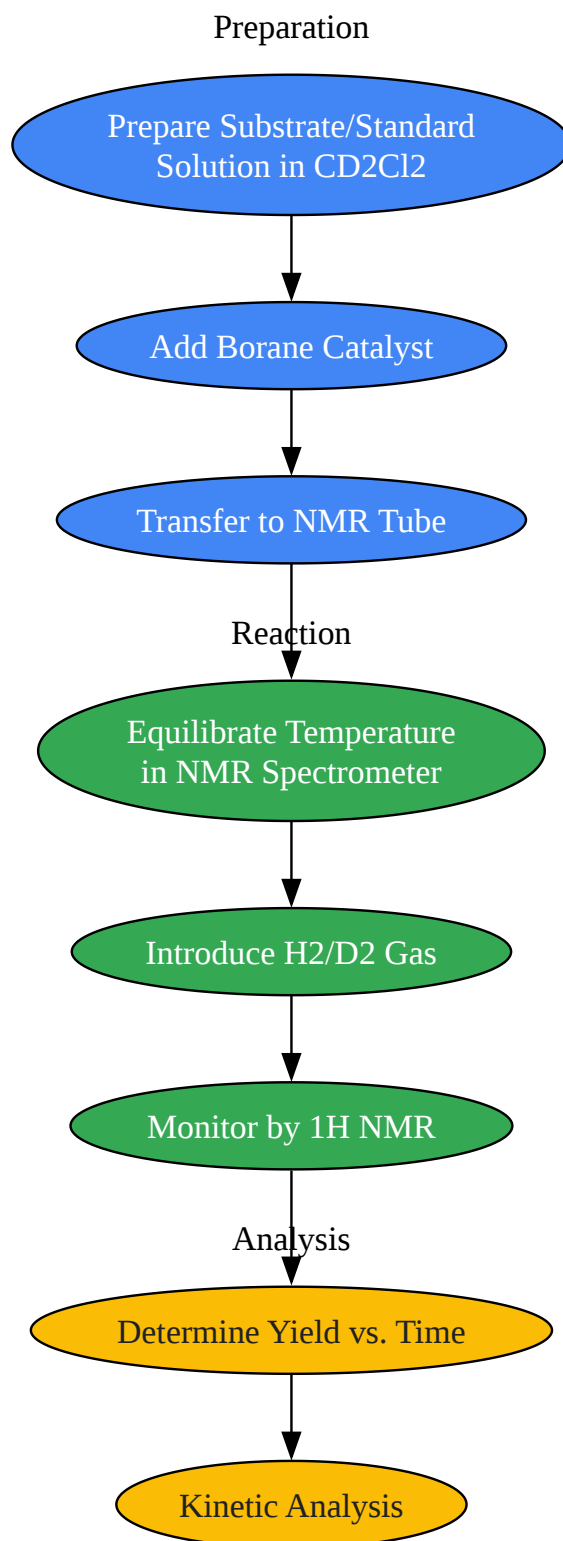 Preparation
Prepare Substrate/Standard
Solution in CD2Cl2
Add Borane Catalyst
Transfer to NMR Tube
Reaction
Equilibrate Temperature
in NMR Spectrometer
Introduce H2/D2 Gas
Monitor by 1H NMR
Analysis
Determine Yield vs. Time
Kinetic Analysis